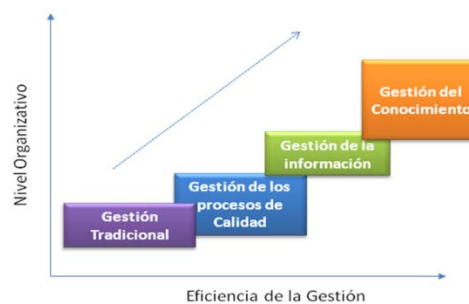 Nivel Organizativo
Gestión del
Conocimiento
Gestión de la
información
Gestión de los
procesos de
Calidad
Gestión
Tradicional
Eficiencia de la Gestión